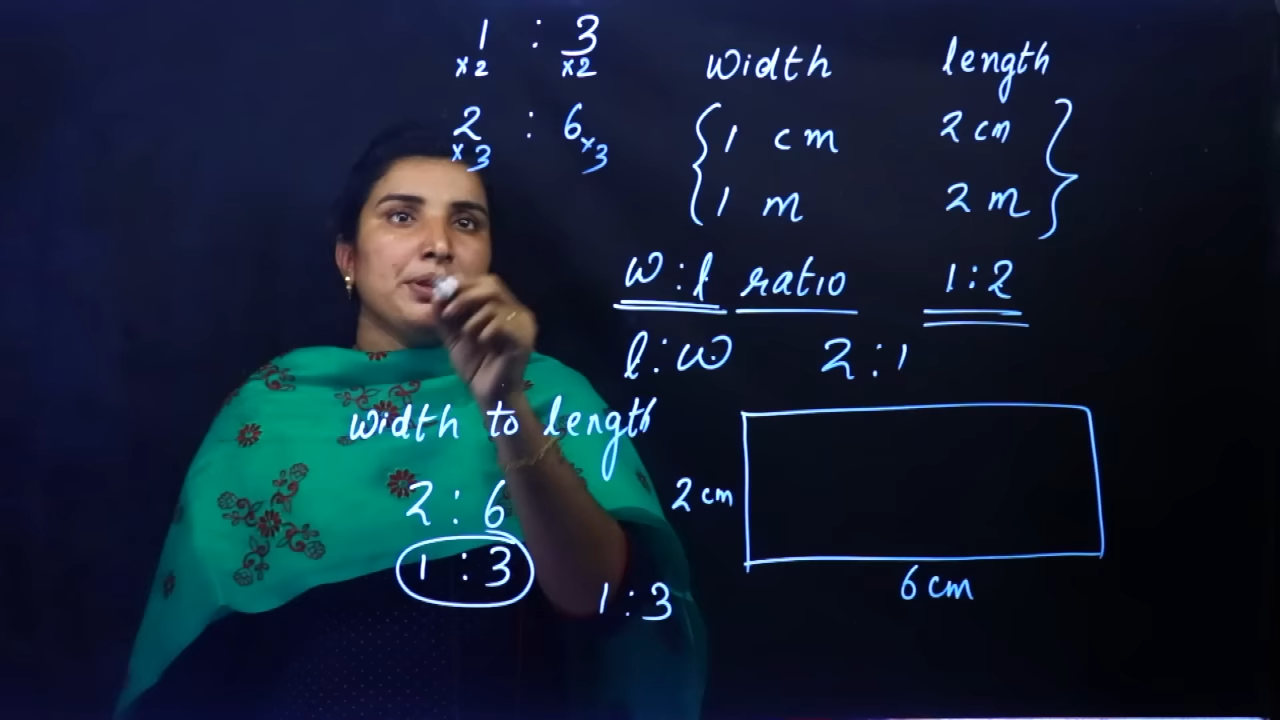 1 : 3
×2 ×2
2 : 6
×3 ×3
width length
{ 1 cm 2 cm }
1 m 2 m
w : l ratio 1 : 2
l : w 2 : 1
width to length
2 : 6
1 : 3
1 : 3
2 cm
6 cm